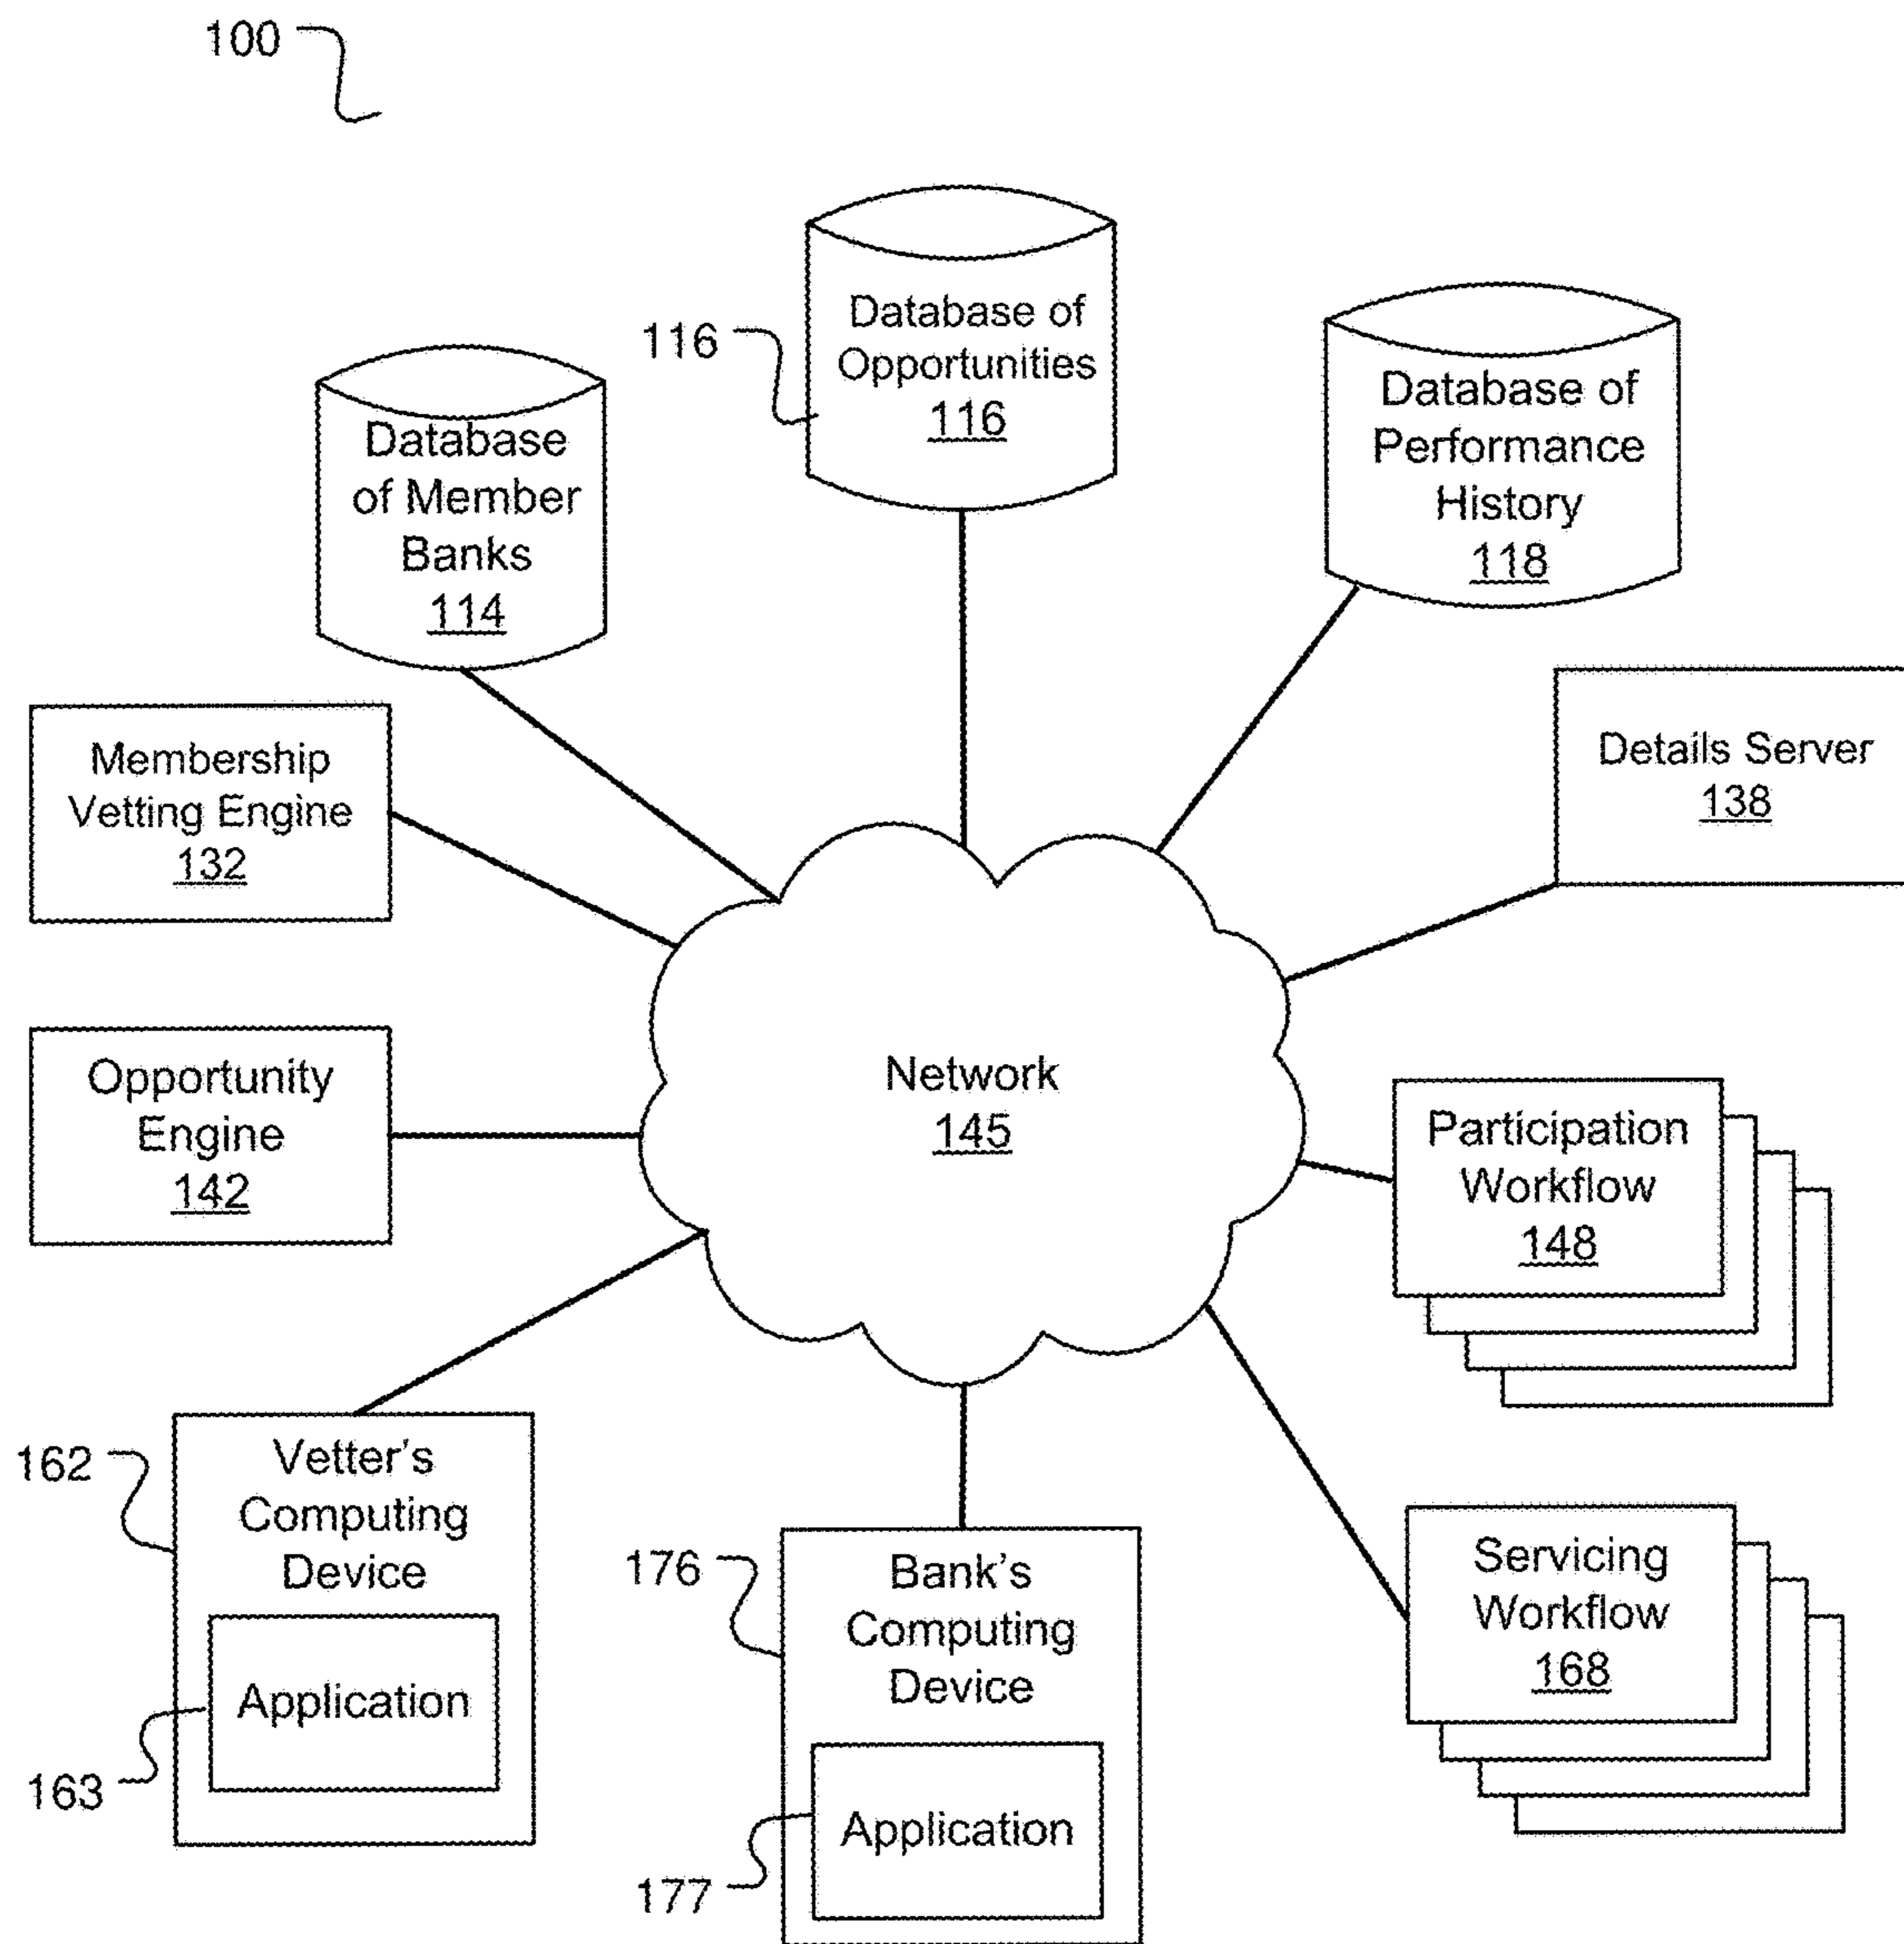 100
Database of
Opportunities
116
116
Database of
Performance
History
118
Database
of Member
Banks
114
Membership
Vetting Engine
132
Details Server
138
Opportunity
Engine
142
Network
145
Participation
Workflow
148
162
Vetter's
Computing
Device
Application
163
176
Bank's
Computing
Device
Application
177
Servicing
Workflow
168